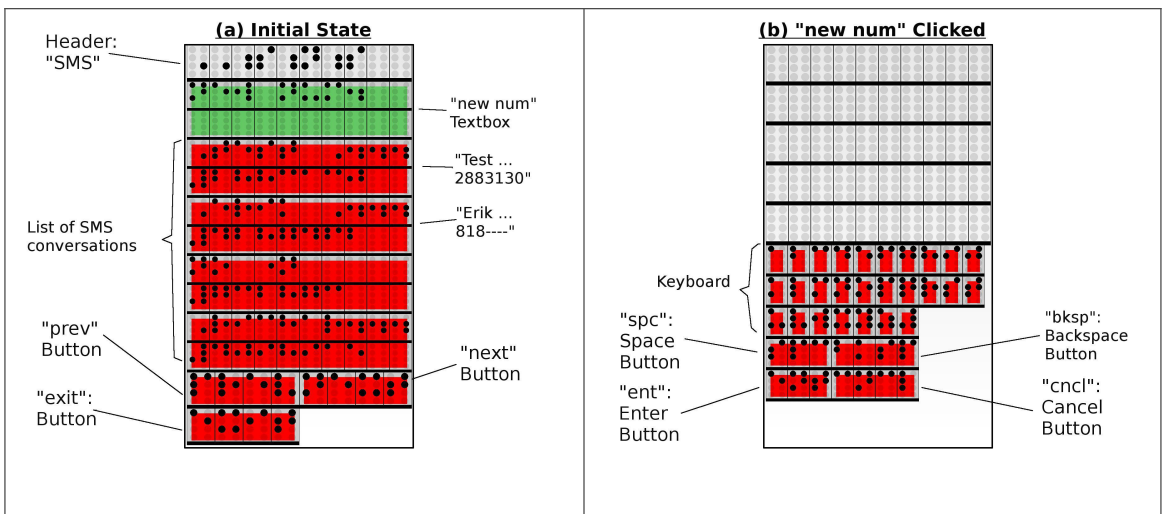 (a) Initial State
Header:
"SMS"
"new num"
Textbox
"Test ...
2883130"
"Erik ...
818----"
List of SMS
conversations
"prev"
Button
"next"
Button
"exit":
Button
(b) "new num" Clicked
Keyboard
"spc":
Space
Button
"bksp":
Backspace
Button
"ent":
Enter
Button
"cncl":
Cancel
Button